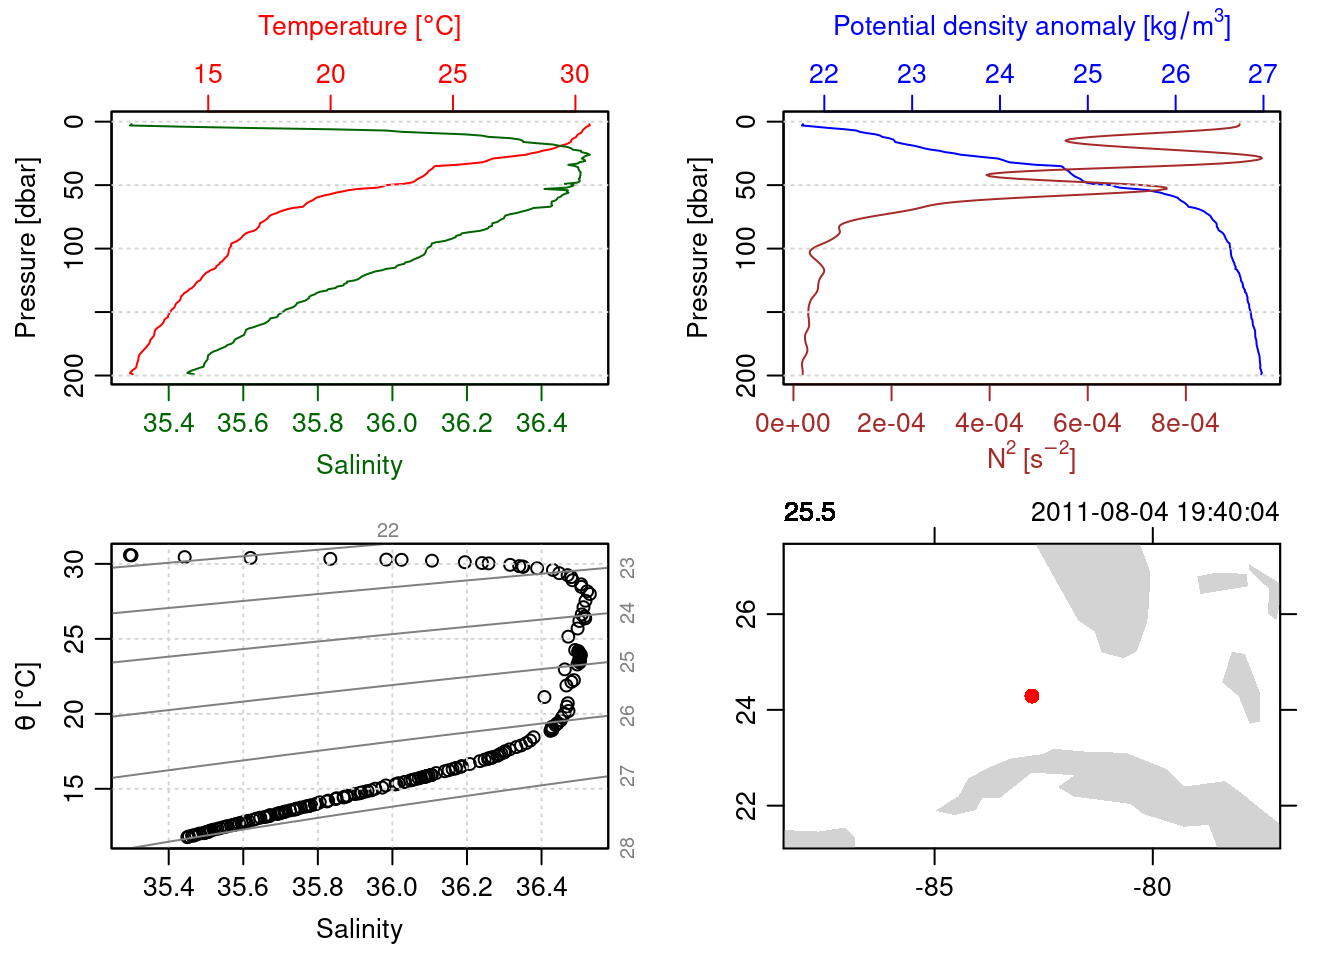 Temperature [°C]
15 20 25 30
Pressure [dbar]
0
50
100
200
35.4 35.6 35.8 36.0 36.2 36.4
Salinity
Potential density anomaly [kg/m³]
22 23 24 25 26 27
Pressure [dbar]
0
50
100
200
0e+00 2e-04 4e-04 6e-04 8e-04
N² [s⁻²]
22
θ [°C]
30
25
20
15
23
24
25
26
27
28
35.4 35.6 35.8 36.0 36.2 36.4
Salinity
25.5 2011-08-04 19:40:04
26
24
22
-85 -80